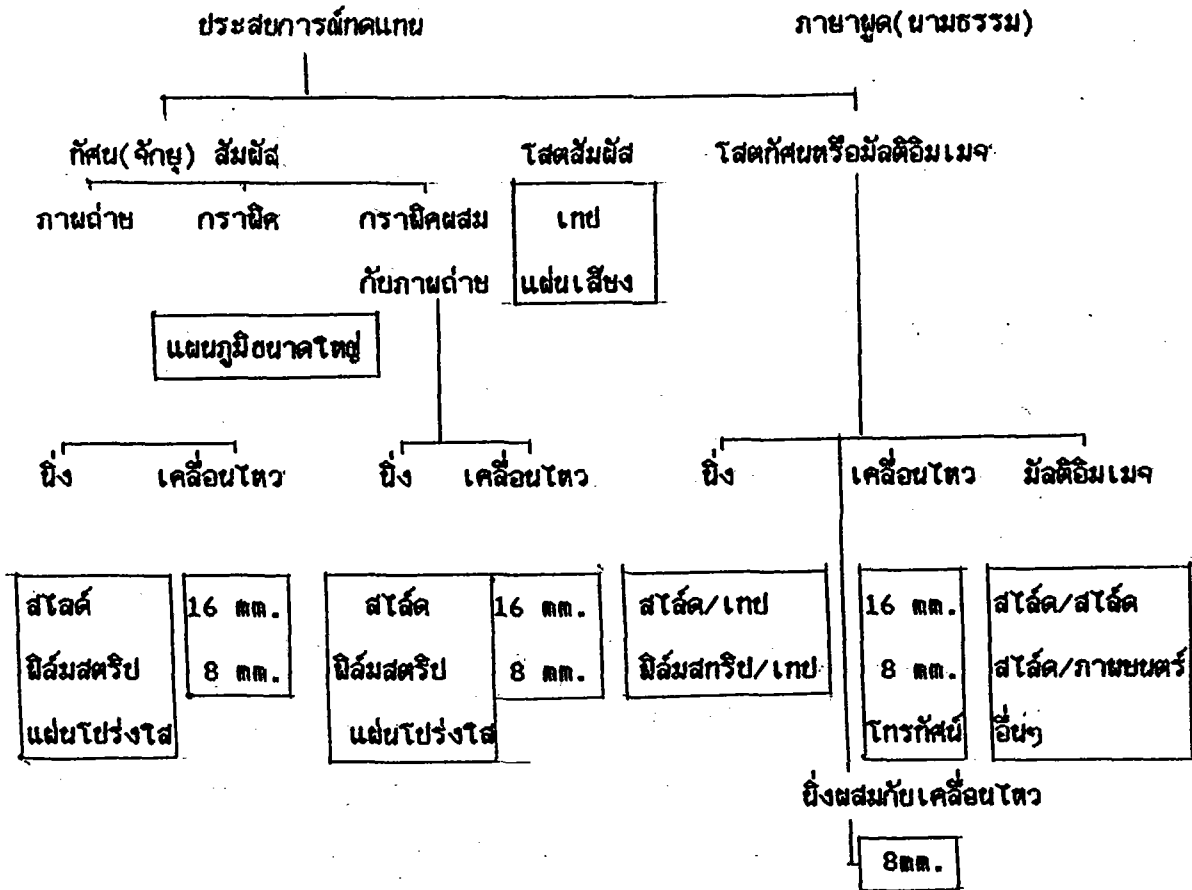 ประสบการณ์ทดแทน ภาษาพูด(นามธรรม)
ทัศน(จักษุ) สัมผัส โสตสัมผัส โสตทัศนหรือมัลติอิมเมจ
ภาพถ่าย กราฟิค กราฟิคผสม เทป
กับภาพถ่าย แผ่นเสียง
แผนภูมิขนาดใหญ่
นิ่ง เคลื่อนไหว นิ่ง เคลื่อนไหว นิ่ง เคลื่อนไหว มัลติอิมเมจ
สไลด์ 16 มม. สไล์ด 16 มม. สไล์ด/เทป 16 มม. สไล์ด/สไล์ด
ฟิล์มสตริป 8 มม. ฟิล์มสตริป 8 มม. ฟิล์มสทริป/เทป 8 มม. สไล์ด/ภาพยนตร์
แผ่นโปร่งใส แผ่นโปร่งใส โทรทัศน์ อื่นๆ
นิ่งผสมกับเคลื่อนไหว
8มม.